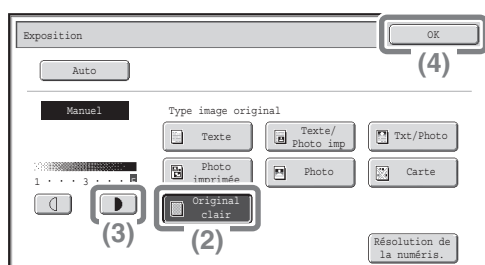 Exposition
OK
(4)
Auto
Manuel
Type image original
Texte
Texte/
Photo imp
Txt/Photo
1 · · · 3 · · · 5
Photo
imprimée
Photo
Carte
(3)
Original
clair
(2)
Résolution de
la numéris.